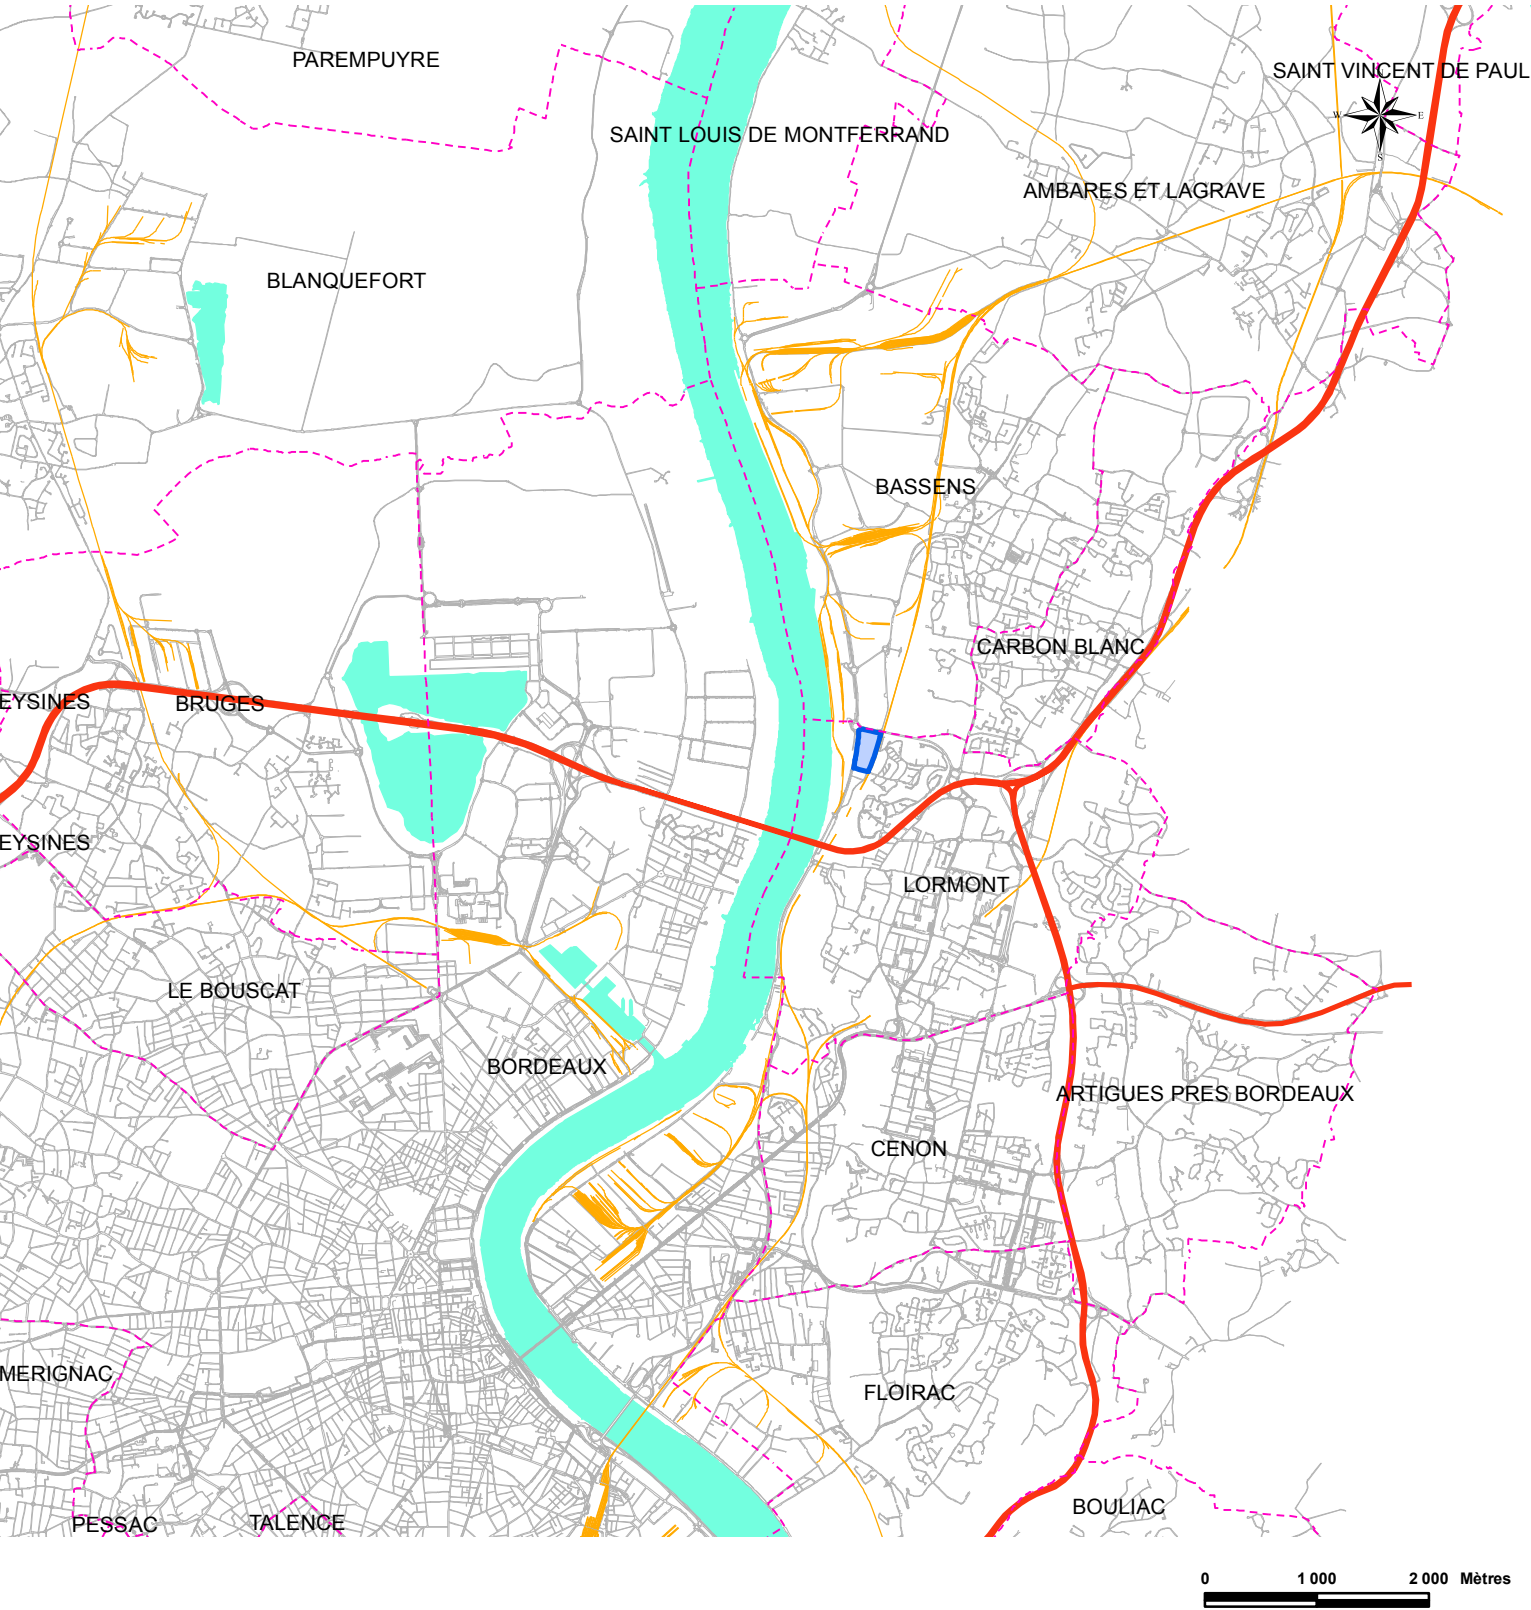 PAREMPUYRE
SAINT VINCENT DE PAUL
W E
S
SAINT LOUIS DE MONTFERRAND
AMBARES ET LAGRAVE
BLANQUEFORT
BASSENS
CARBON BLANC
EYSINES
BRUGES
EYSINES
LORMONT
LE BOUSCAT
BORDEAUX
ARTIGUES PRES BORDEAUX
CENON
MERIGNAC
FLOIRAC
BOULIAC
PESSAC
TALENCE
0 1 000 2 000 Mètres